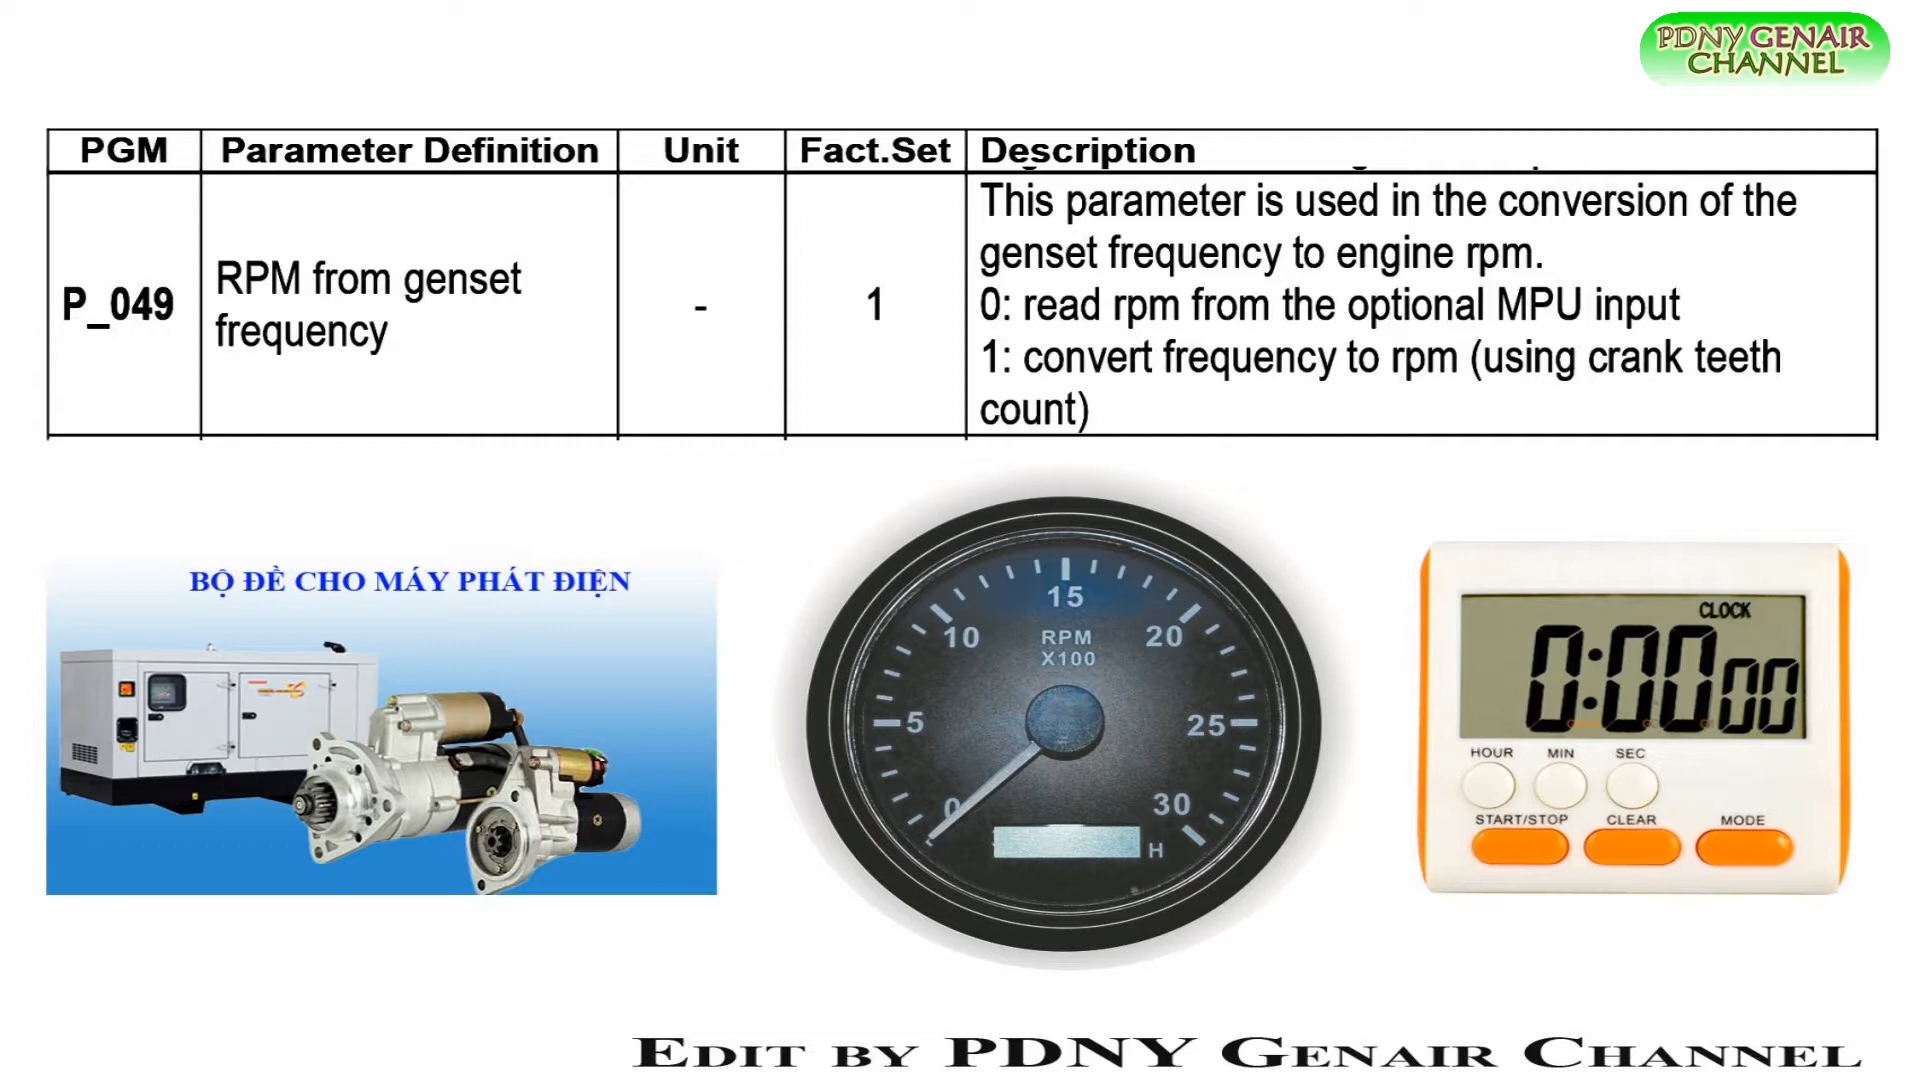 PDNY GENAIR
CHANNEL
PGM Parameter Definition Unit Fact.Set Description
P_049
RPM from genset
frequency
-
1
This parameter is used in the conversion of the
genset frequency to engine rpm.
0: read rpm from the optional MPU input
1: convert frequency to rpm (using crank teeth
count)
BỘ ĐỀ CHO MÁY PHÁT ĐIỆN
15
10
20
RPM
X100
5
25
0
30
H
CLOCK
0:00 00
HOUR MIN SEC
START/STOP CLEAR MODE
EDIT BY PDNY GENAIR CHANNEL